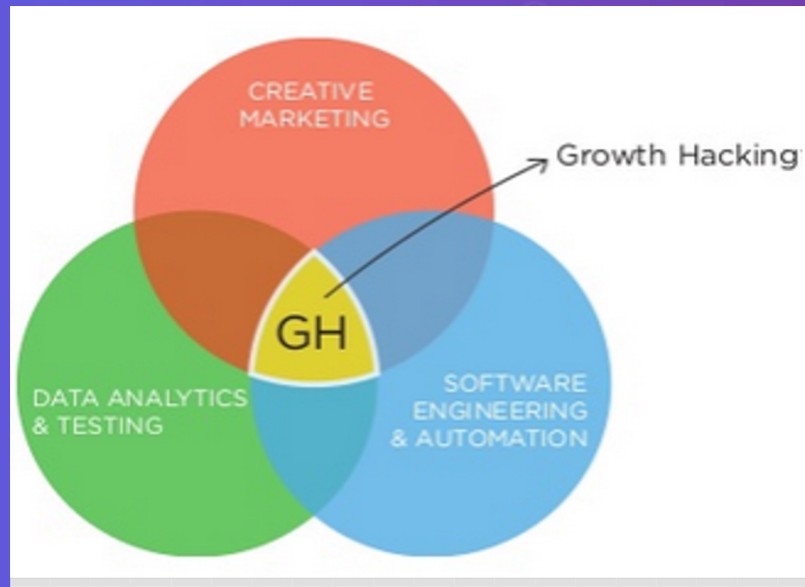 CREATIVE
MARKETING
Growth Hacking
GH
DATA ANALYTICS
& TESTING
SOFTWARE
ENGINEERING
& AUTOMATION